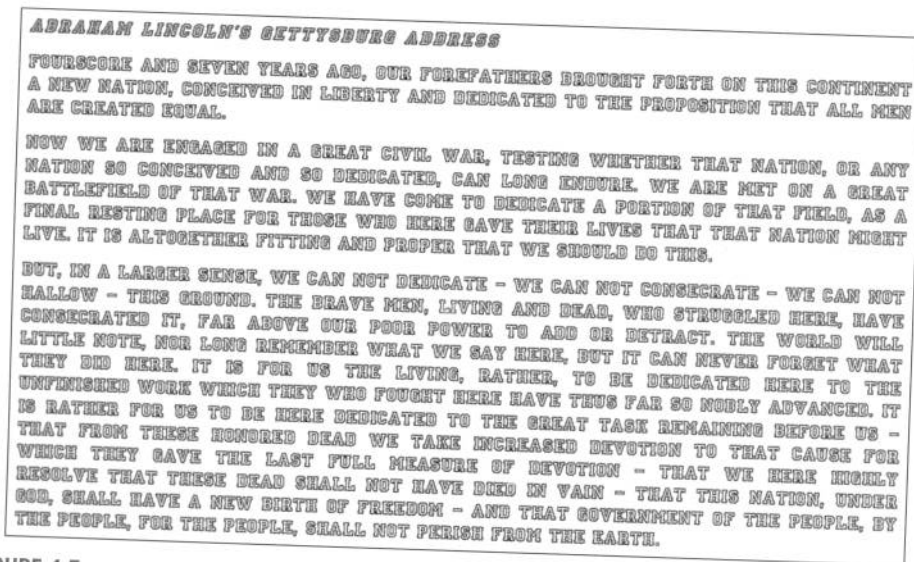 ABRAHAM LINCOLN'S GETTYSBURG ADDRESS
FOURSCORE AND SEVEN YEARS AGO, OUR FOREFATHERS BROUGHT FORTH ON THIS CONTINENT
A NEW NATION, CONCEIVED IN LIBERTY AND DEDICATED TO THE PROPOSITION THAT ALL MEN
ARE CREATED EQUAL.
NOW WE ARE ENGAGED IN A GREAT CIVIL WAR, TESTING WHETHER THAT NATION, OR ANY
NATION SO CONCEIVED AND SO DEDICATED, CAN LONG ENDURE. WE ARE MET ON A GREAT
BATTLEFIELD OF THAT WAR. WE HAVE COME TO DEDICATE A PORTION OF THAT FIELD, AS A
FINAL RESTING PLACE FOR THOSE WHO HERE GAVE THEIR LIVES THAT THAT NATION MIGHT
LIVE. IT IS ALTOGETHER FITTING AND PROPER THAT WE SHOULD DO THIS.
BUT, IN A LARGER SENSE, WE CAN NOT DEDICATE – WE CAN NOT CONSECRATE – WE CAN NOT
HALLOW – THIS GROUND. THE BRAVE MEN, LIVING AND DEAD, WHO STRUGGLED HERE, HAVE
CONSECRATED IT, FAR ABOVE OUR POOR POWER TO ADD OR DETRACT. THE WORLD WILL
LITTLE NOTE, NOR LONG REMEMBER WHAT WE SAY HERE, BUT IT CAN NEVER FORGET WHAT
THEY DID HERE. IT IS FOR US THE LIVING, RATHER, TO BE DEDICATED HERE TO THE
UNFINISHED WORK WHICH THEY WHO FOUGHT HERE HAVE THUS FAR SO NOBLY ADVANCED. IT
IS RATHER FOR US TO BE HERE DEDICATED TO THE GREAT TASK REMAINING BEFORE US –
THAT FROM THESE HONORED DEAD WE TAKE INCREASED DEVOTION TO THAT CAUSE FOR
WHICH THEY GAVE THE LAST FULL MEASURE OF DEVOTION – THAT WE HERE HIGHLY
RESOLVE THAT THESE DEAD SHALL NOT HAVE DIED IN VAIN – THAT THIS NATION, UNDER
GOD, SHALL HAVE A NEW BIRTH OF FREEDOM – AND THAT GOVERNMENT OF THE PEOPLE, BY
THE PEOPLE, FOR THE PEOPLE, SHALL NOT PERISH FROM THE EARTH.